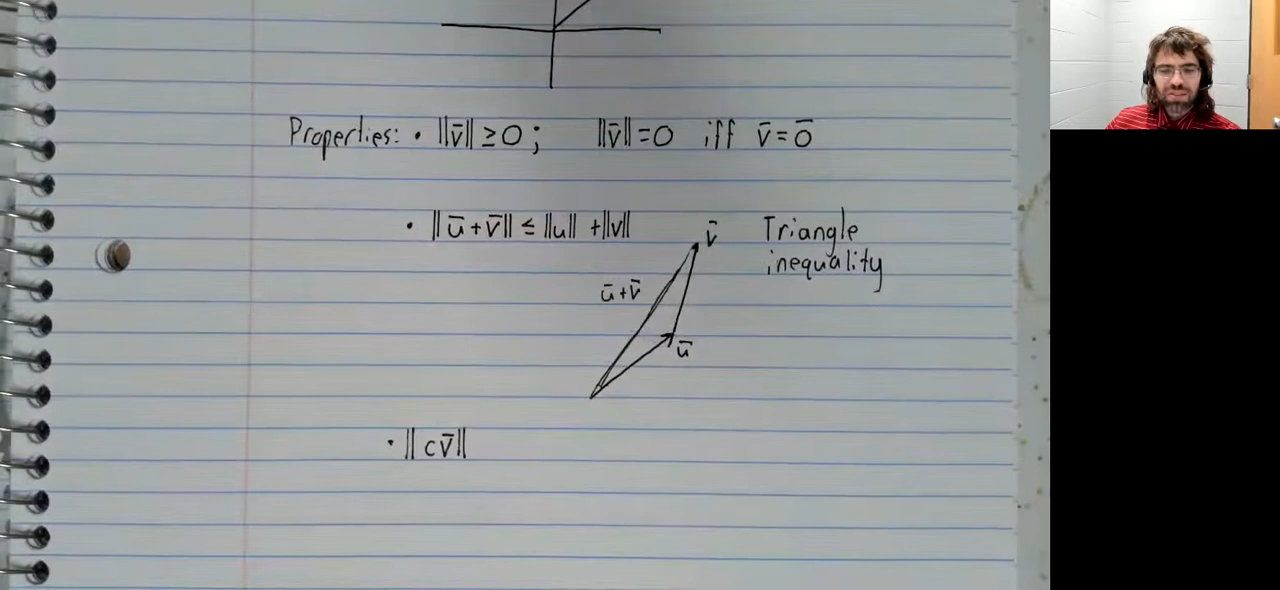 Properties: • ||v̄|| ≥ 0 ; ||v̄|| = 0 iff v̄ = 0̄
• ||ū + v̄|| ≤ ||u|| + ||v||
v̄
Triangle
inequality
ū+v̄
ū
• ||cv̄||